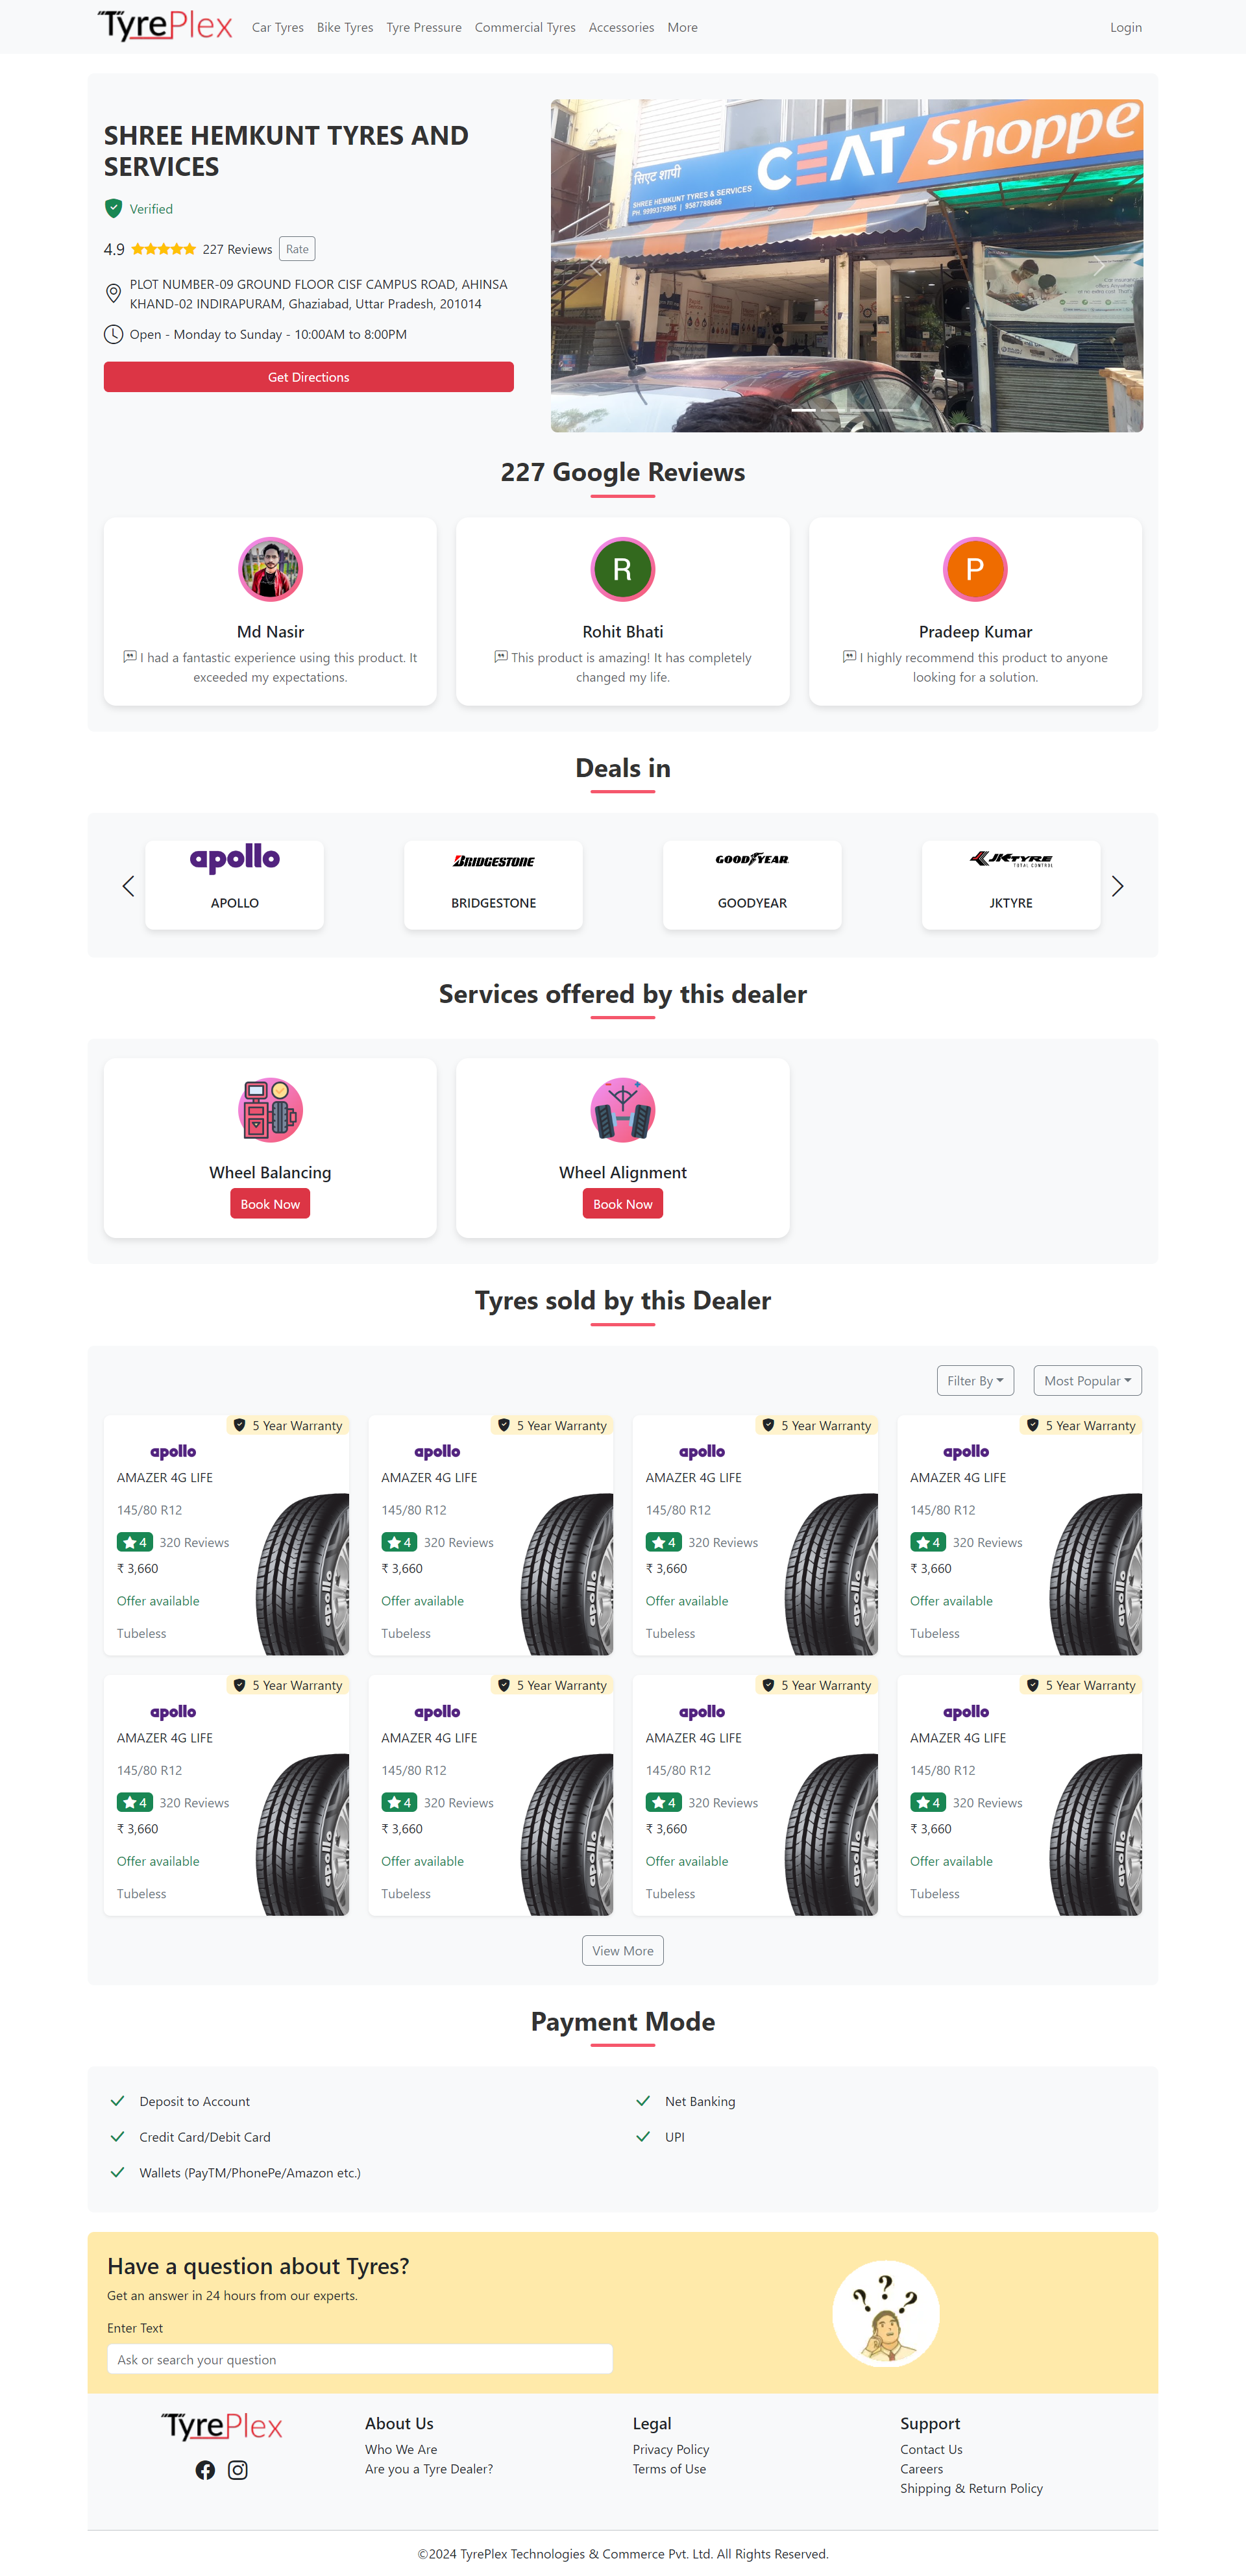 TyrePlex
Car Tyres
Bike Tyres
Tyre Pressure
Commercial Tyres
Accessories
More
Login
SHREE HEMKUNT TYRES AND
SERVICES
Verified
4.9
227 Reviews
Rate
PLOT NUMBER-09 GROUND FLOOR CISF CAMPUS ROAD, AHINSA
KHAND-02 INDIRAPURAM, Ghaziabad, Uttar Pradesh, 201014
Open - Monday to Sunday - 10:00AM to 8:00PM
Get Directions
सिएट शापी
CEAT Shoppe
SHREE HEMKUNT TYRES & SERVICES
PH. 9999375995 | 9587788666
227 Google Reviews
R
P
Md Nasir
Rohit Bhati
Pradeep Kumar
I had a fantastic experience using this product. It
exceeded my expectations.
This product is amazing! It has completely
changed my life.
I highly recommend this product to anyone
looking for a solution.
Deals in
apollo
BRIDGESTONE
GOODYEAR
JKTYRE
TOTAL CONTROL
APOLLO
BRIDGESTONE
GOODYEAR
JKTYRE
Services offered by this dealer
Wheel Balancing
Book Now
Wheel Alignment
Book Now
Tyres sold by this Dealer
Filter By
Most Popular
5 Year Warranty
apollo
AMAZER 4G LIFE
145/80 R12
4 320 Reviews
₹ 3,660
Offer available
Tubeless
apollo
5 Year Warranty
apollo
AMAZER 4G LIFE
145/80 R12
4 320 Reviews
₹ 3,660
Offer available
Tubeless
apollo
5 Year Warranty
apollo
AMAZER 4G LIFE
145/80 R12
4 320 Reviews
₹ 3,660
Offer available
Tubeless
apollo
5 Year Warranty
apollo
AMAZER 4G LIFE
145/80 R12
4 320 Reviews
₹ 3,660
Offer available
Tubeless
apollo
5 Year Warranty
apollo
AMAZER 4G LIFE
145/80 R12
4 320 Reviews
₹ 3,660
Offer available
Tubeless
apollo
5 Year Warranty
apollo
AMAZER 4G LIFE
145/80 R12
4 320 Reviews
₹ 3,660
Offer available
Tubeless
apollo
5 Year Warranty
apollo
AMAZER 4G LIFE
145/80 R12
4 320 Reviews
₹ 3,660
Offer available
Tubeless
apollo
5 Year Warranty
apollo
AMAZER 4G LIFE
145/80 R12
4 320 Reviews
₹ 3,660
Offer available
Tubeless
apollo
View More
Payment Mode
Deposit to Account
Net Banking
Credit Card/Debit Card
UPI
Wallets (PayTM/PhonePe/Amazon etc.)
Have a question about Tyres?
Get an answer in 24 hours from our experts.
Enter Text
Ask or search your question
? ? ?
TyrePlex
About Us
Who We Are
Are you a Tyre Dealer?
Legal
Privacy Policy
Terms of Use
Support
Contact Us
Careers
Shipping & Return Policy
©2024 TyrePlex Technologies & Commerce Pvt. Ltd. All Rights Reserved.